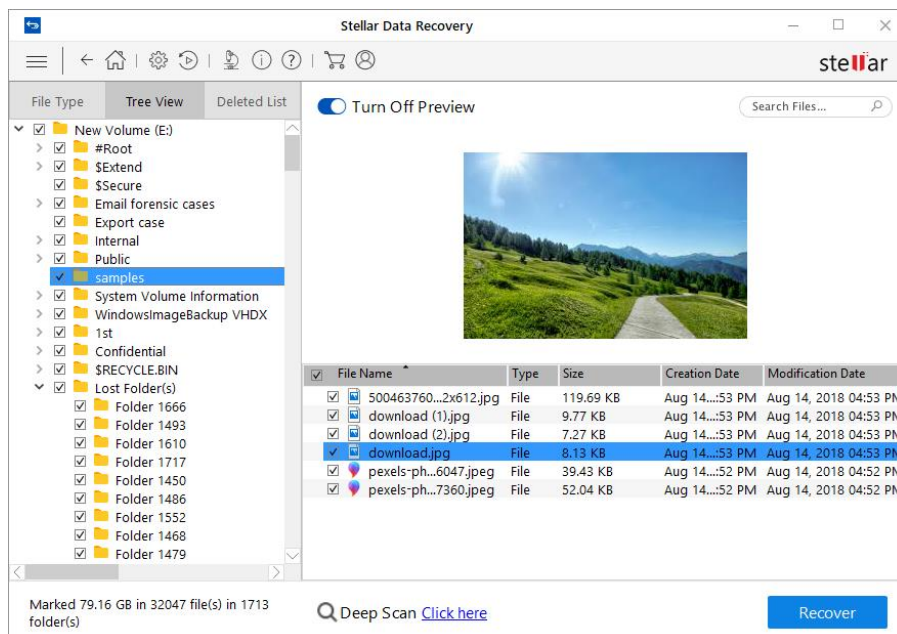 Stellar Data Recovery
stellar
File Type Tree View Deleted List
Turn Off Preview
Search Files...
New Volume (E:)
#Root
$Extend
$Secure
Email forensic cases
Export case
Internal
Public
samples
System Volume Information
WindowsImageBackup VHDX
1st
Confidential
$RECYCLE.BIN
Lost Folder(s)
Folder 1666
Folder 1493
Folder 1610
Folder 1717
Folder 1450
Folder 1486
Folder 1552
Folder 1468
Folder 1479
File Name Type Size Creation Date Modification Date
500463760...2x612.jpg File 119.69 KB Aug 14...:53 PM Aug 14, 2018 04:53 PM
download (1).jpg File 9.77 KB Aug 14...:53 PM Aug 14, 2018 04:53 PM
download (2).jpg File 7.27 KB Aug 14...:53 PM Aug 14, 2018 04:53 PM
download.jpg File 8.13 KB Aug 14...:53 PM Aug 14, 2018 04:53 PM
pexels-ph...6047.jpeg File 39.43 KB Aug 14...:52 PM Aug 14, 2018 04:52 PM
pexels-ph...7360.jpeg File 52.04 KB Aug 14...:52 PM Aug 14, 2018 04:52 PM
Marked 79.16 GB in 32047 file(s) in 1713
folder(s)
Deep Scan Click here
Recover